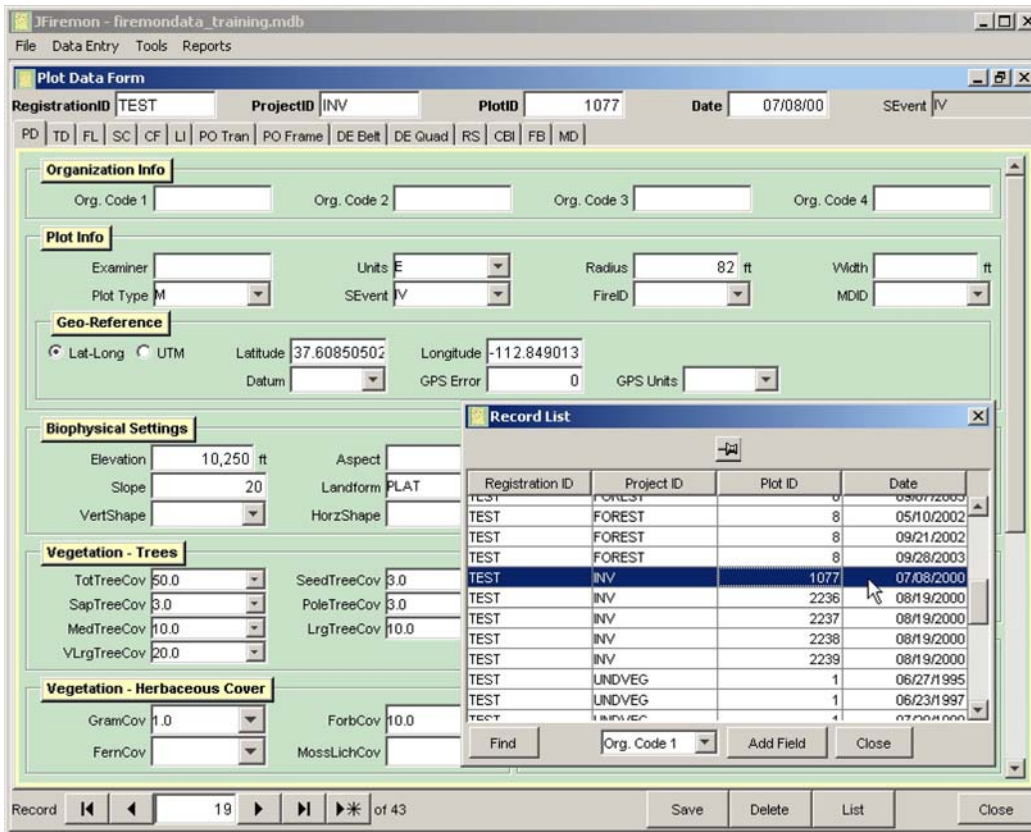 JFiremon - firemondata_training.mdb
File Data Entry Tools Reports
Plot Data Form
RegistrationID TEST ProjectID INV PlotID 1077 Date 07/08/00 SEvent IV
PD TD FL SC CF LI PO Tran PO Frame DE Belt DE Quad RS CBI FB MD
Organization Info
Org. Code 1 Org. Code 2 Org. Code 3 Org. Code 4
Plot Info
Examiner Units E Radius 82 ft Width ft
Plot Type M SEvent IV FireID MDID
Geo-Reference
Lat-Long UTM Latitude 37.60850502 Longitude -112.849013
Datum GPS Error 0 GPS Units
Biophysical Settings
Elevation 10,250 ft Aspect
Slope 20 Landform PLAT
VertShape HorzShape
Vegetation - Trees
TotTreeCov 50.0 SeedTreeCov 3.0
SapTreeCov 3.0 PoleTreeCov 3.0
MedTreeCov 10.0 LrgTreeCov 10.0
VLrgTreeCov 20.0
Vegetation - Herbaceous Cover
GramCov 1.0 ForbCov 10.0
FernCov MossLichCov
Record List
Registration ID Project ID Plot ID Date
TEST FOREST
TEST FOREST 8 05/10/2002
TEST FOREST 8 09/21/2002
TEST FOREST 8 09/28/2003
TEST INV 1077 07/08/2000
TEST INV 2236 08/19/2000
TEST INV 2237 08/19/2000
TEST INV 2238 08/19/2000
TEST INV 2239 08/19/2000
TEST UNDVEG 1 06/27/1995
TEST UNDVEG 1 06/23/1997
TEST UNDVEG
Find Org. Code 1 Add Field Close
Record 19 of 43 Save Delete List Close